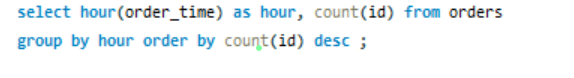 select hour(order_time) as hour, count(id) from orders
group by hour order by count(id) desc ;